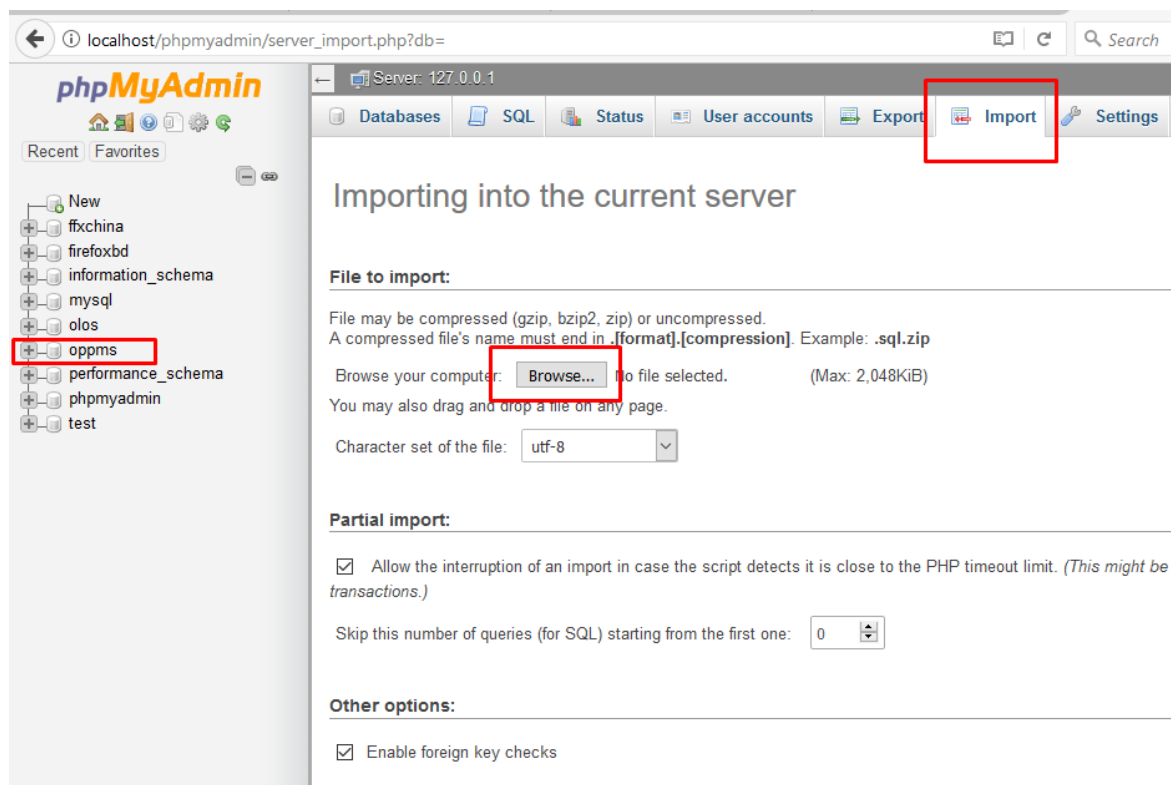 localhost/phpmyadmin/server_import.php?db=
Search
phpMyAdmin
Recent Favorites
New
ffxchina
firefoxbd
information_schema
mysql
olos
oppms
performance_schema
phpmyadmin
test
Server: 127.0.0.1
Databases SQL Status User accounts Export Import Settings
Importing into the current server
File to import:
File may be compressed (gzip, bzip2, zip) or uncompressed.
A compressed file's name must end in .[format].[compression]. Example: .sql.zip
Browse your computer: Browse... No file selected. (Max: 2,048KiB)
You may also drag and drop a file on any page.
Character set of the file: utf-8
Partial import:
Allow the interruption of an import in case the script detects it is close to the PHP timeout limit. (This might be
transactions.)
Skip this number of queries (for SQL) starting from the first one: 0
Other options:
Enable foreign key checks